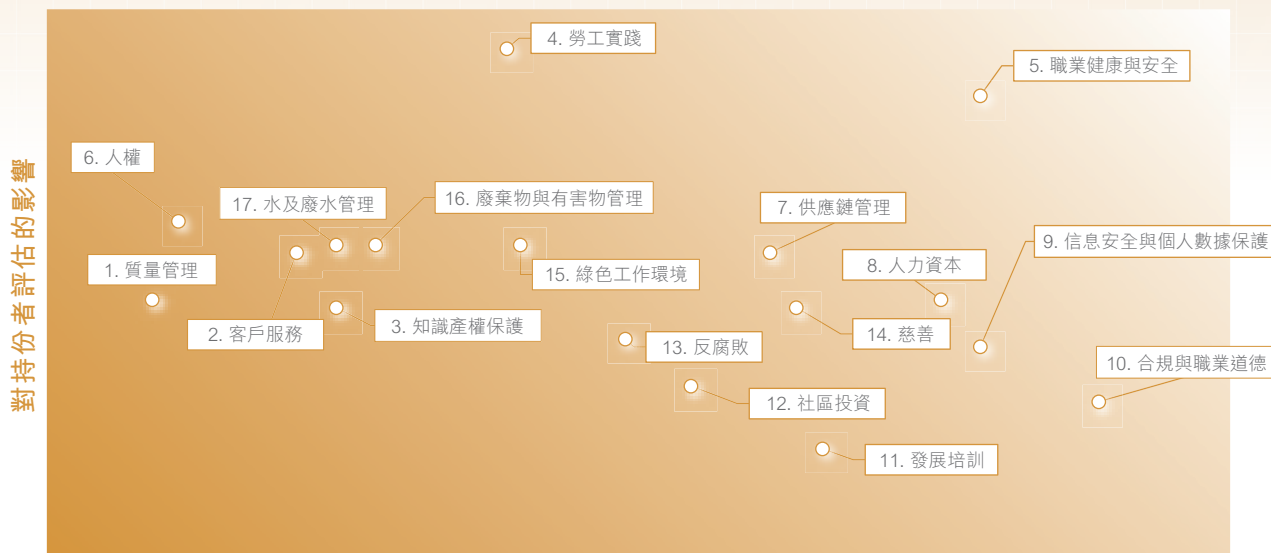 4. 勞工實踐
5. 職業健康與安全
6. 人權
17. 水及廢水管理
16. 廢棄物與有害物管理
7. 供應鏈管理
9. 信息安全與個人數據保護
1. 質量管理
15. 綠色工作環境
8. 人力資本
2. 客戶服務
3. 知識產權保護
14. 慈善
13. 反腐敗
10. 合規與職業道德
12. 社區投資
11. 發展培訓
對持份者評估的影響